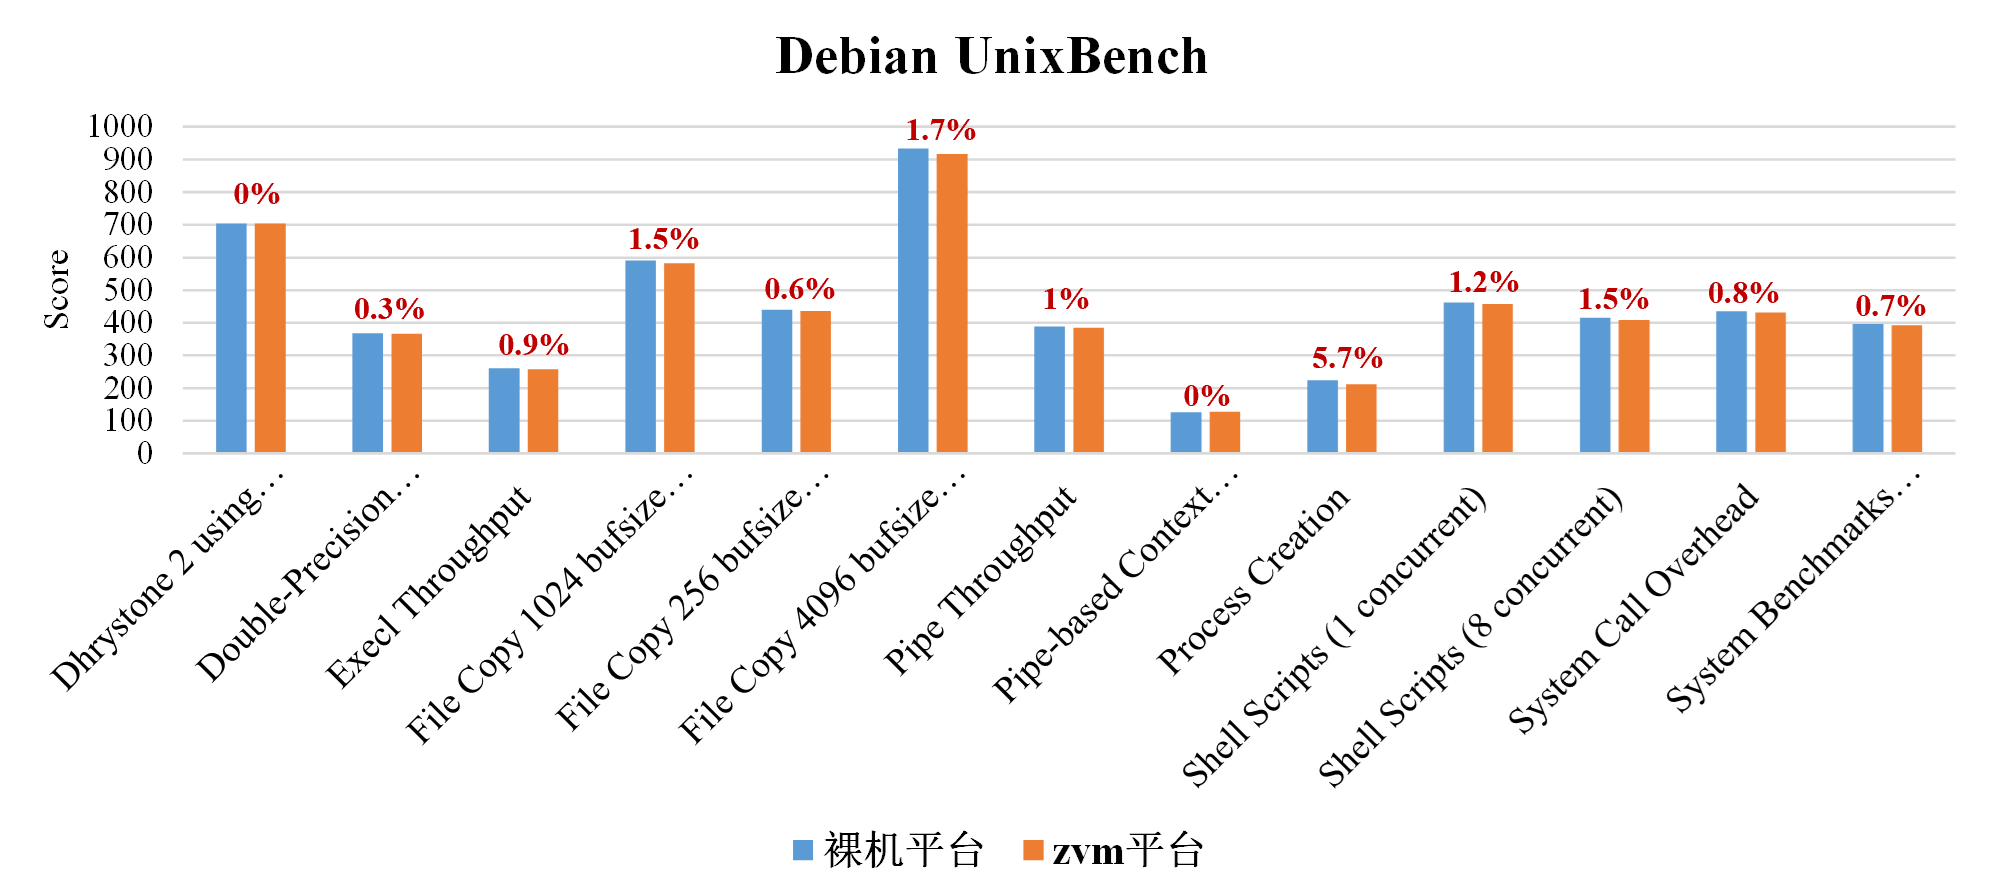 Debian UnixBench
Score
1000
900
800
700
600
500
400
300
200
100
0
0%
0.3%
0.9%
1.5%
0.6%
1.7%
1%
0%
5.7%
1.2%
1.5%
0.8%
0.7%
Dhrystone 2 using…
Double-Precision…
Execl Throughput
File Copy 1024 bufsize…
File Copy 256 bufsize…
File Copy 4096 bufsize…
Pipe Throughput
Pipe-based Context…
Process Creation
Shell Scripts (1 concurrent)
Shell Scripts (8 concurrent)
System Call Overhead
System Benchmarks…
裸机平台
zvm平台